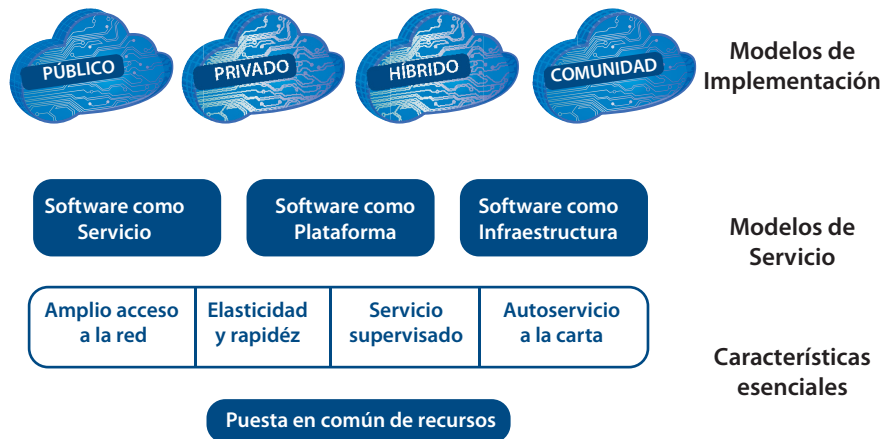 PÚBLICO
PRIVADO
HÍBRIDO
COMUNIDAD
Modelos de
Implementación
Software como
Servicio
Software como
Plataforma
Software como
Infraestructura
Modelos de
Servicio
Amplio acceso
a la red
Elasticidad
y rapidéz
Servicio
supervisado
Autoservicio
a la carta
Características
esenciales
Puesta en común de recursos